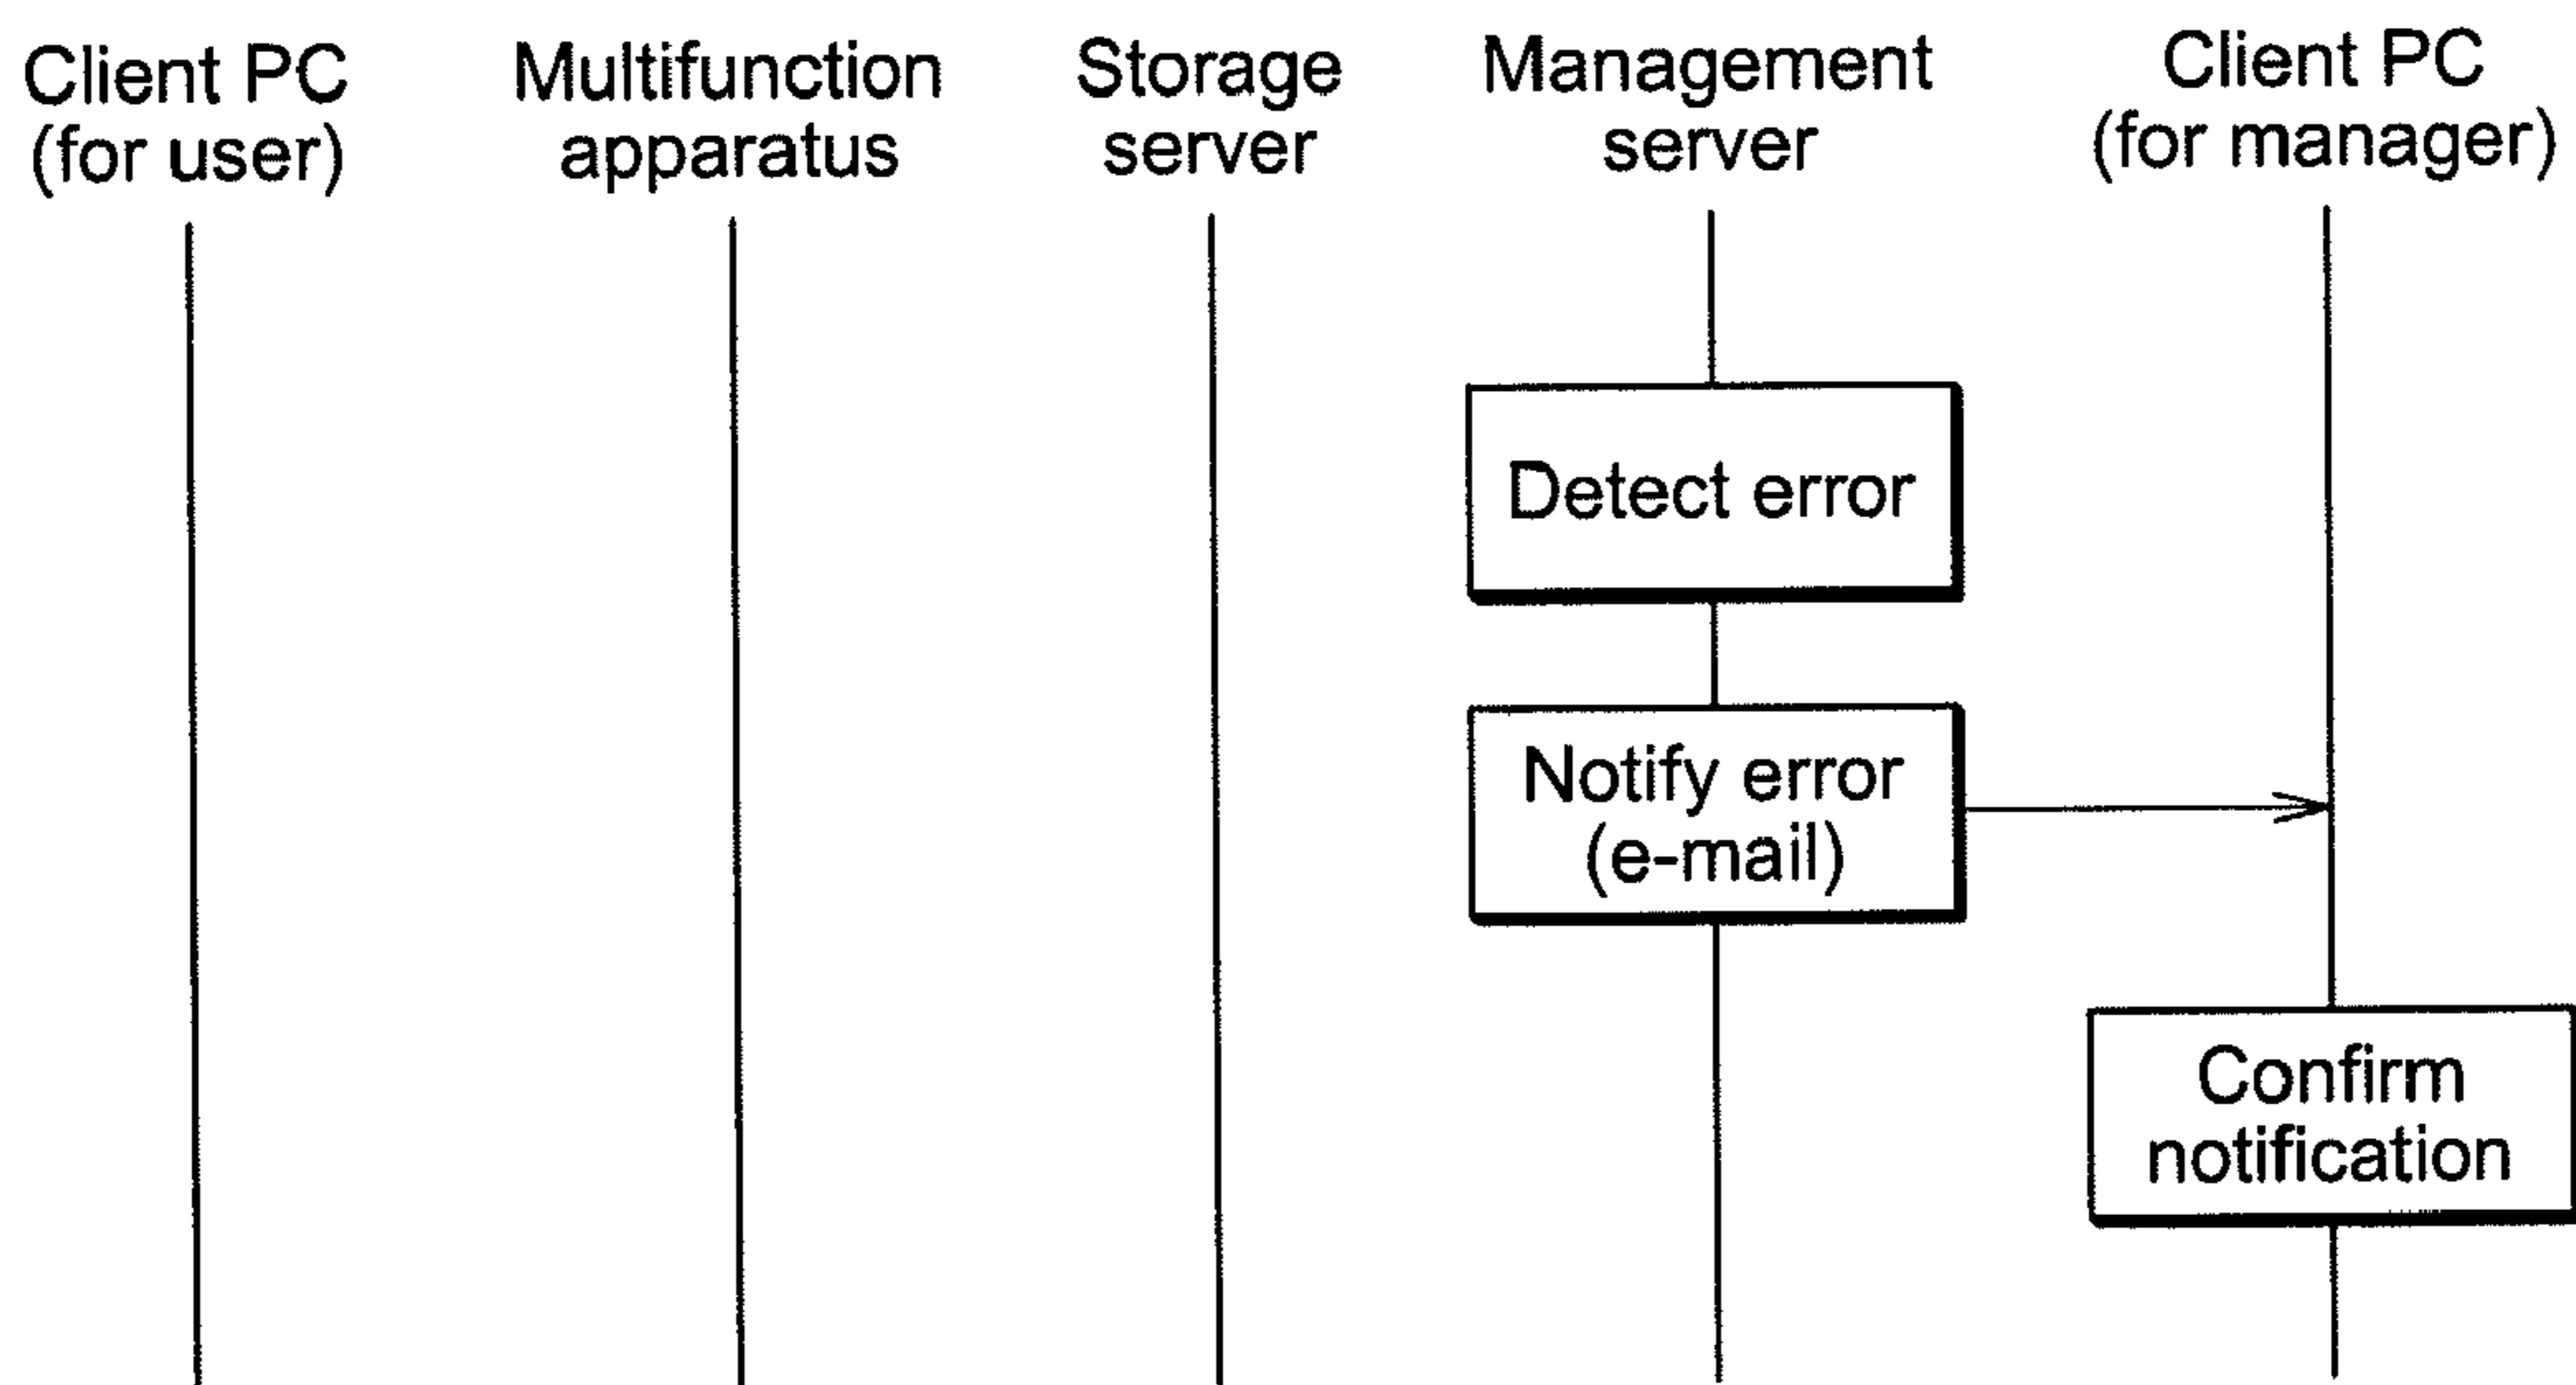 Client PC
(for user)
Multifunction
apparatus
Storage
server
Management
server
Client PC
(for manager)
Detect error
Notify error
(e-mail)
Confirm
notification